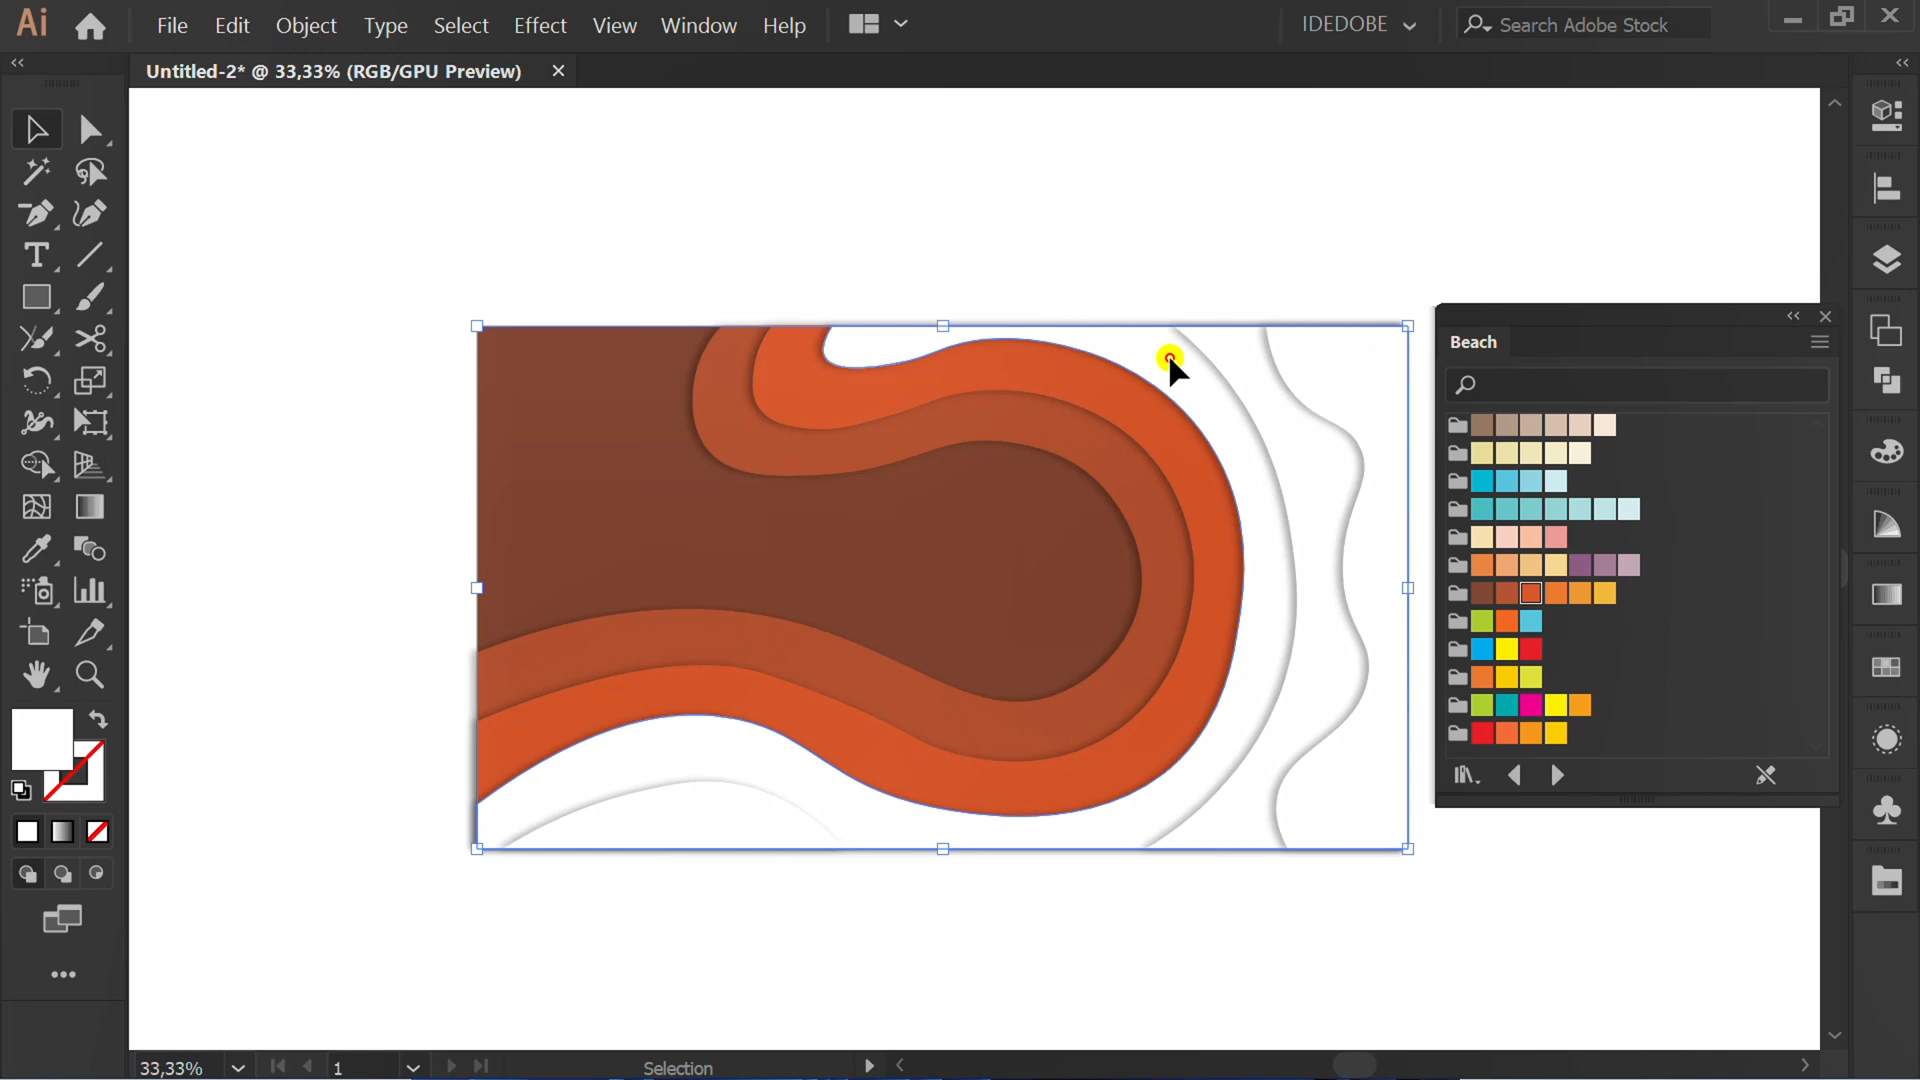 Ai File Edit Object Type Select Effect View Window Help IDEDOBE Search Adobe Stock
Untitled-2* @ 33,33% (RGB/GPU Preview)
Beach
T
33,33% 1 Selection